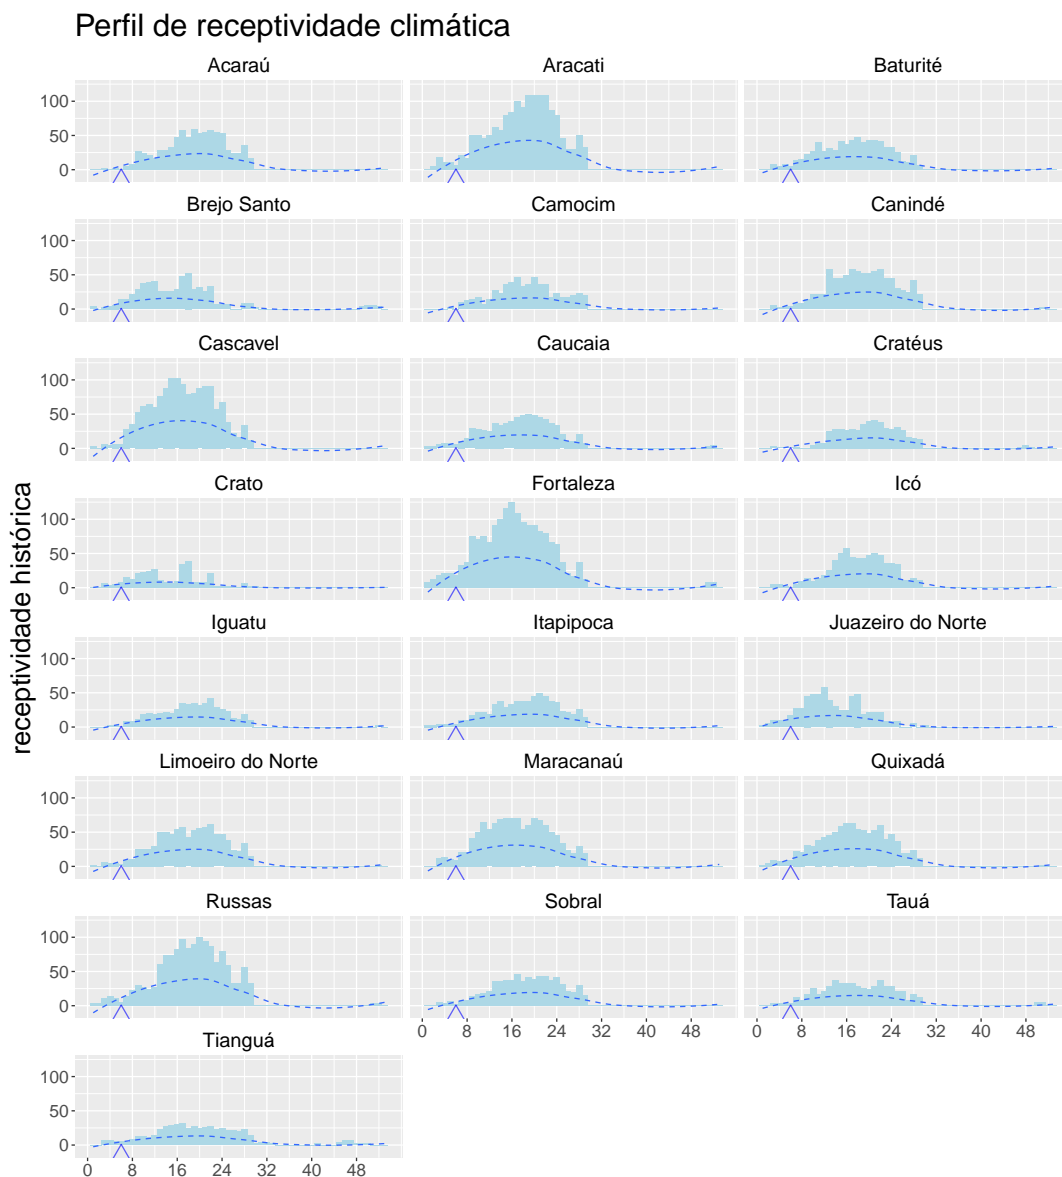 Perfil de receptividade climática
Acaraú Aracati Baturité
100
50
0
Brejo Santo Camocim Canindé
100
50
0
Cascavel Caucaia Cratéus
100
50
0
Crato Fortaleza Icó
100
50
0
Iguatu Itapipoca Juazeiro do Norte
100
50
0
receptividade histórica
Limoeiro do Norte Maracanaú Quixadá
100
50
0
Russas Sobral Tauá
100
50
0
0 8 16 24 32 40 48 0 8 16 24 32 40 48
Tianguá
100
50
0
0 8 16 24 32 40 48